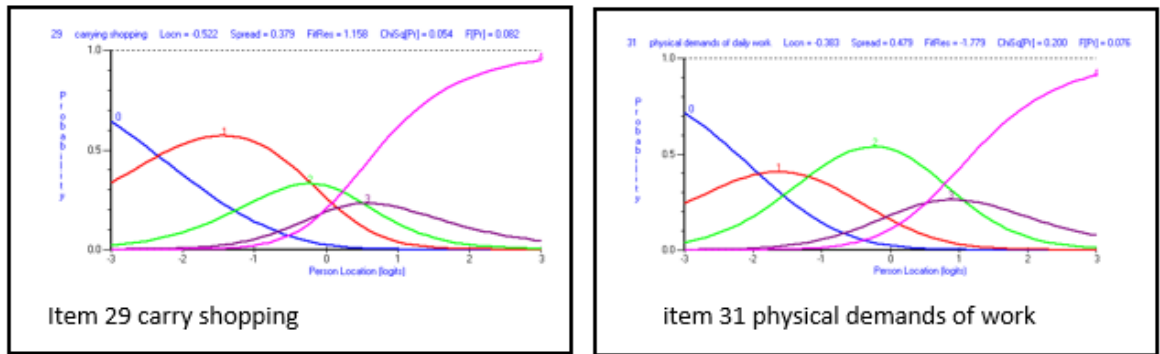 29 carrying shopping Locn = -0.522 Spread = 0.379 FitRes = 1.158 ChiSq[Pr] = 0.054 F[Pr] = 0.082
1.0
0.5
0.0
Probability
0
1
2
3
4
-3 -2 -1 0 1 2 3
Person Location (logits)
Item 29 carry shopping
31 physical demands of daily work Locn = -0.383 Spread = 0.479 FitRes = -1.779 ChiSq[Pr] = 0.200 F[Pr] = 0.076
1.0
0.5
0.0
Probability
0
1
2
-3 -2 -1 0 1 2 3
Person Location (logits)
item 31 physical demands of work